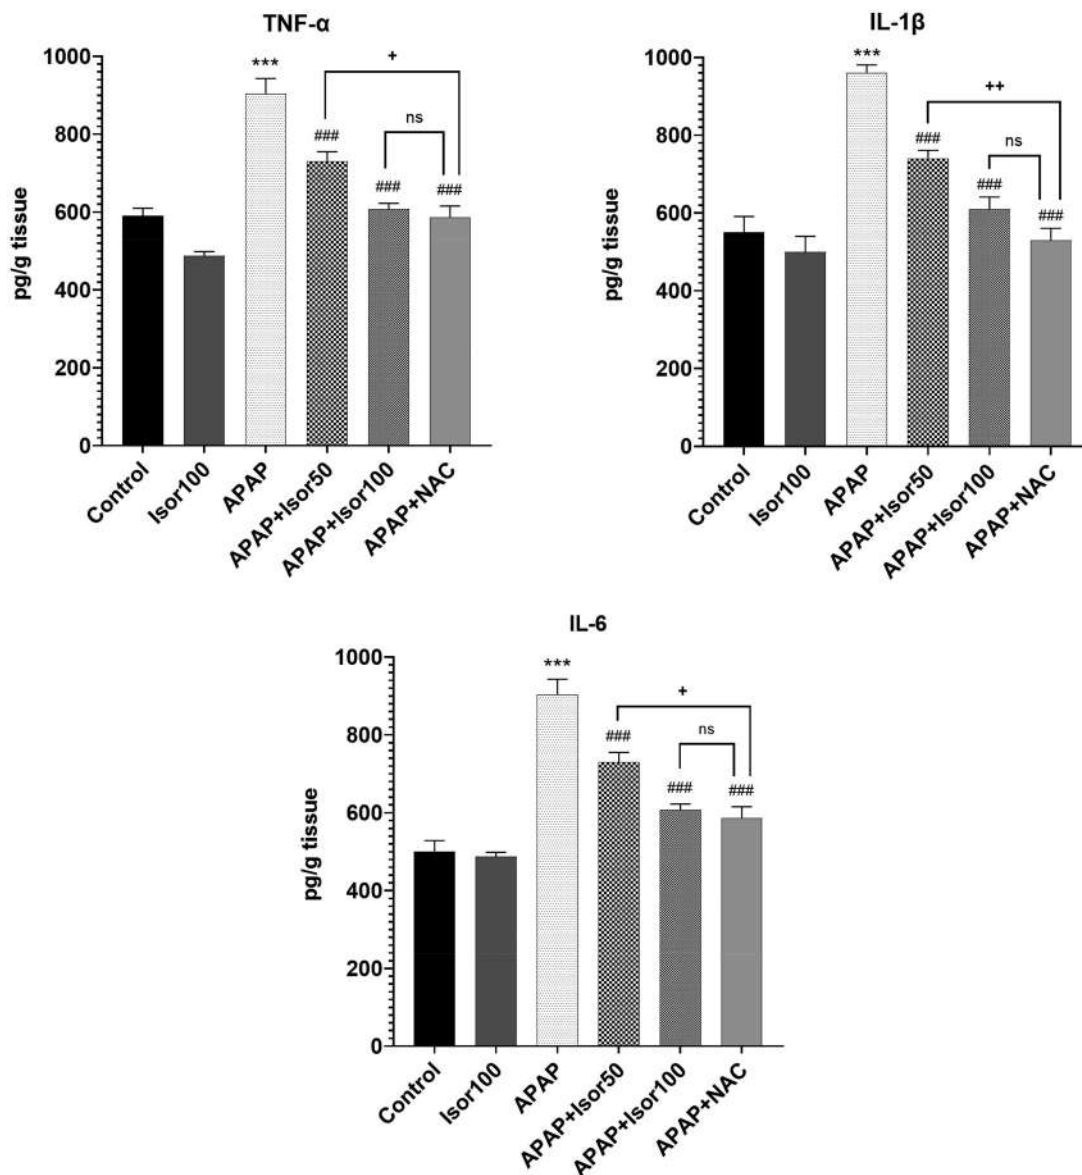 TNF-α
pg/g tissue
1000
800
600
400
200
0
***
###
###
###
+
ns
Control
Isor100
APAP
APAP+Isor50
APAP+Isor100
APAP+NAC
IL-1β
pg/g tissue
1000
800
600
400
200
0
***
###
###
###
++
ns
Control
Isor100
APAP
APAP+Isor50
APAP+Isor100
APAP+NAC
IL-6
pg/g tissue
1000
800
600
400
200
0
***
###
###
###
+
ns
Control
Isor100
APAP
APAP+Isor50
APAP+Isor100
APAP+NAC